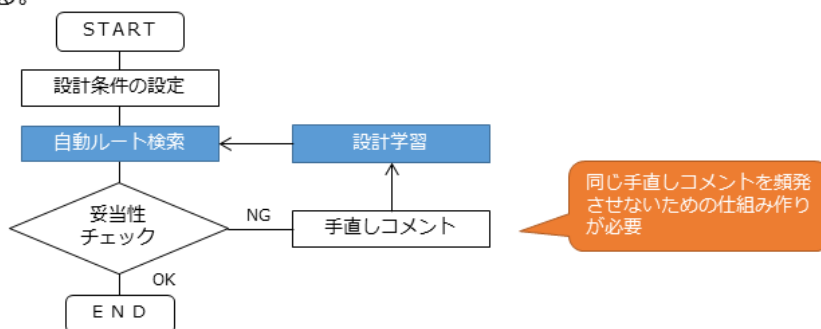 る。
START
設計条件の設定
自動ルート検索
設計学習
妥当性
チェック
NG
手直しコメント
同じ手直しコメントを頻発
させないための仕組み作り
が必要
OK
END